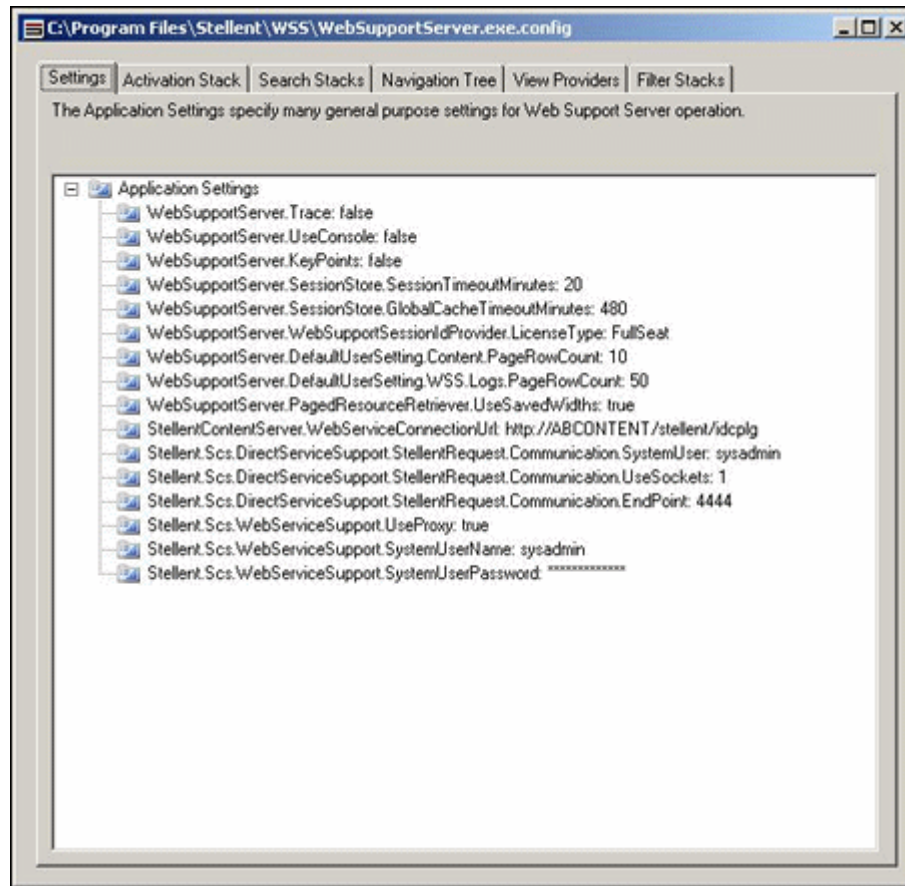 C:\Program Files\Stellent\WSS\WebSupportServer.exe.config
Settings Activation Stack Search Stacks Navigation Tree View Providers Filter Stacks
The Application Settings specify many general purpose settings for Web Support Server operation.
Application Settings
WebSupportServer.Trace: false
WebSupportServer.UseConsole: false
WebSupportServer.KeyPoints: false
WebSupportServer.SessionStore.SessionTimeoutMinutes: 20
WebSupportServer.SessionStore.GlobalCacheTimeoutMinutes: 480
WebSupportServer.WebSupportSessionIdProvider.LicenseType: FullSeat
WebSupportServer.DefaultUserSetting.Content.PageRowCount: 10
WebSupportServer.DefaultUserSetting.WSS.Logs.PageRowCount: 50
WebSupportServer.PagedResourceRetriever.UseSavedWidths: true
StellentContentServer.WebServiceConnectionUrl: http://ABCONTENT/stellent/idcplg
Stellent.Scs.DirectServiceSupport.StellentRequest.Communication.SystemUser: sysadmin
Stellent.Scs.DirectServiceSupport.StellentRequest.Communication.UseSockets: 1
Stellent.Scs.DirectServiceSupport.StellentRequest.Communication.EndPoint: 4444
Stellent.Scs.WebServiceSupport.UseProxy: true
Stellent.Scs.WebServiceSupport.SystemUserName: sysadmin
Stellent.Scs.WebServiceSupport.SystemUserPassword: *************